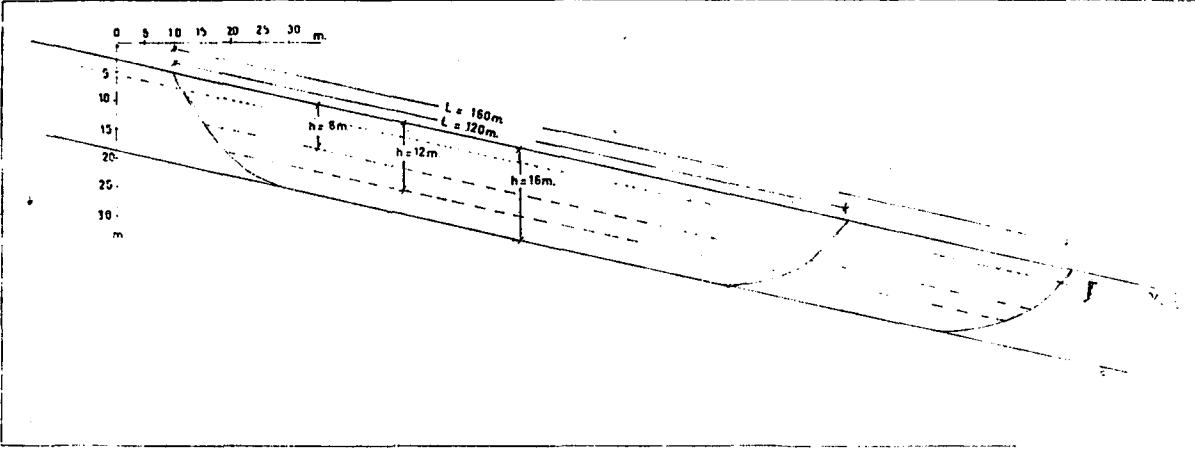 0 5 10 15 20 25 30 m.
5
10
15
20
25
30
m
L = 160m.
L = 120m.
h = 8m
h = 12m
h = 16m.